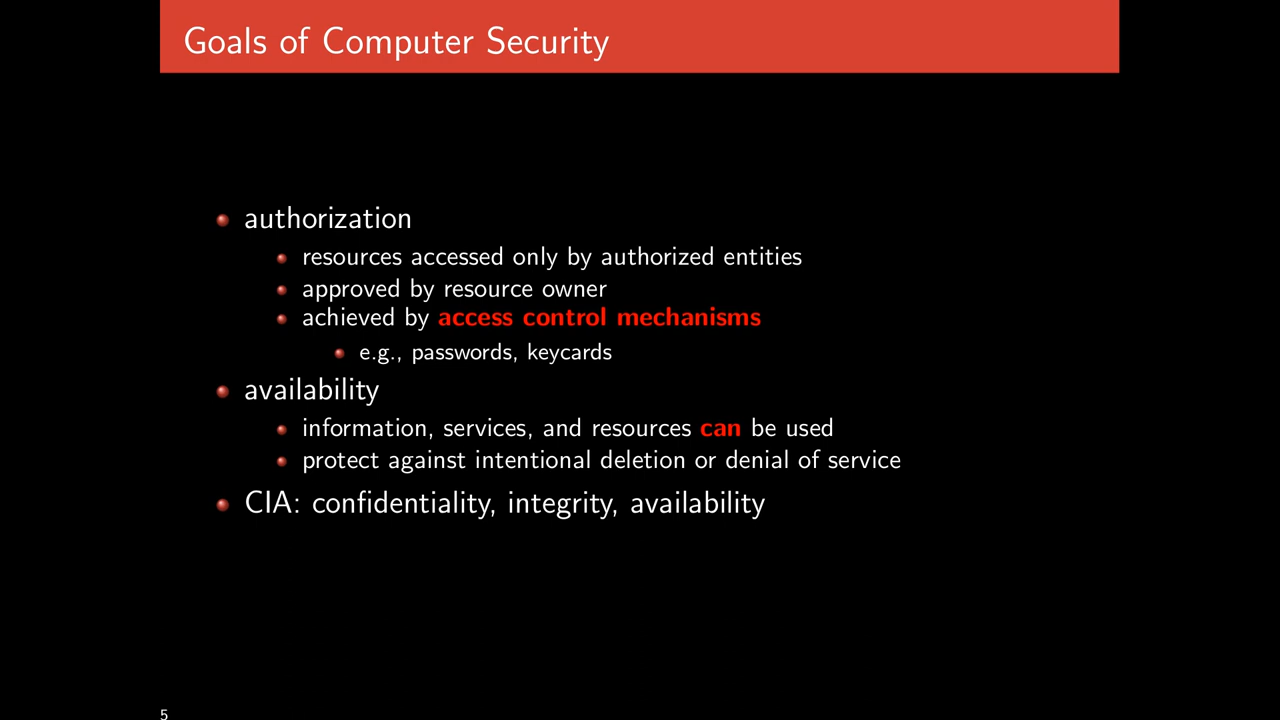 Goals of Computer Security
authorization
resources accessed only by authorized entities
approved by resource owner
achieved by access control mechanisms
e.g., passwords, keycards
availability
information, services, and resources can be used
protect against intentional deletion or denial of service
CIA: confidentiality, integrity, availability
5